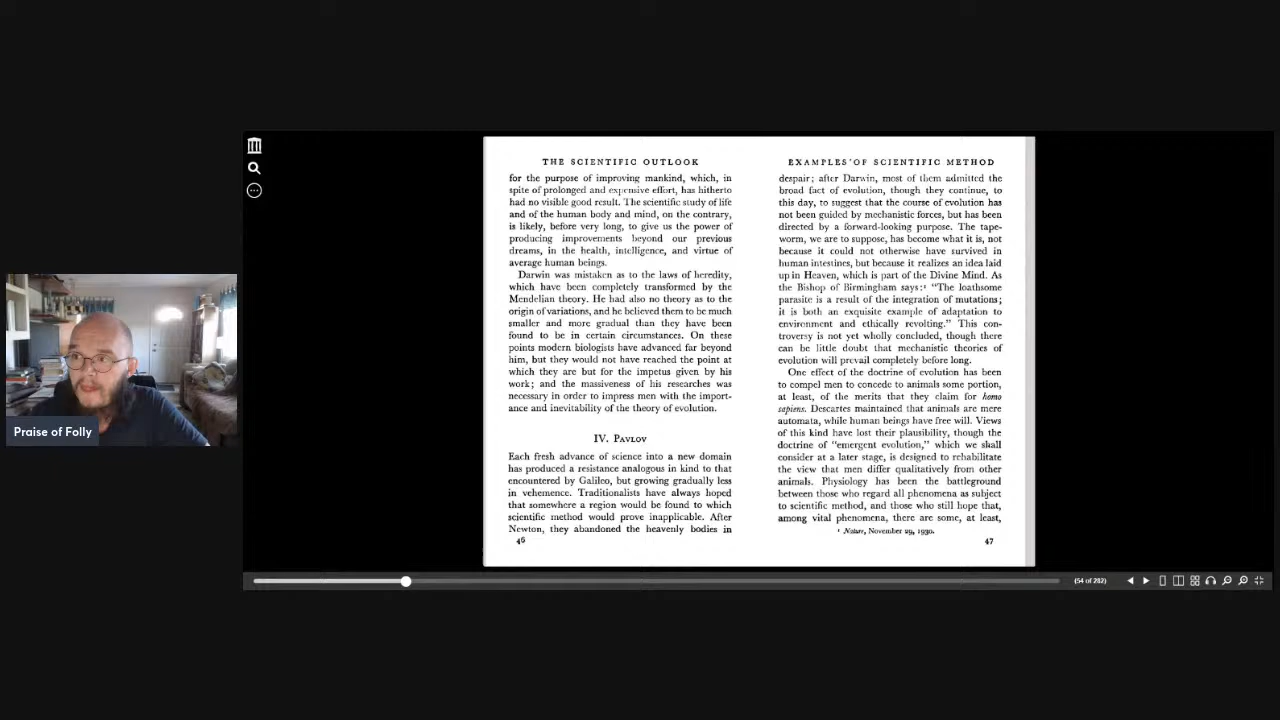 THE SCIENTIFIC OUTLOOK
for the purpose of improving mankind, which, in
spite of prolonged and expensive effort, has hitherto
had no visible good result. The scientific study of life
and of the human body and mind, on the contrary,
is likely, before very long, to give us the power of
producing improvements beyond our previous
dreams, in the health, intelligence, and virtue of
average human beings.
Darwin was mistaken as to the laws of heredity,
which have been completely transformed by the
Mendelian theory. He had also no theory as to the
origin of variations, and he believed them to be much
smaller and more gradual than they have been
found to be in certain circumstances. On these
points modern biologists have advanced far beyond
him, but they would not have reached the point at
which they are but for the impetus given by his
work; and the massiveness of his researches was
necessary in order to impress men with the import-
ance and inevitability of the theory of evolution.
IV. PAVLOV
Each fresh advance of science into a new domain
has produced a resistance analogous in kind to that
encountered by Galileo, but growing gradually less
in vehemence. Traditionalists have always hoped
that somewhere a region would be found to which
scientific method would prove inapplicable. After
Newton, they abandoned the heavenly bodies in
46
EXAMPLES OF SCIENTIFIC METHOD
despair; after Darwin, most of them admitted the
broad fact of evolution, though they continue, to
this day, to suggest that the course of evolution has
not been guided by mechanistic forces, but has been
directed by a forward-looking purpose. The tape-
worm, we are to suppose, has become what it is, not
because it could not otherwise have survived in
human intestines, but because it realizes an idea laid
up in Heaven, which is part of the Divine Mind. As
the Bishop of Birmingham says:¹ "The loathsome
parasite is a result of the integration of mutations;
it is both an exquisite example of adaptation to
environment and ethically revolting." This con-
troversy is not yet wholly concluded, though there
can be little doubt that mechanistic theories of
evolution will prevail completely before long.
One effect of the doctrine of evolution has been
to compel men to concede to animals some portion,
at least, of the merits that they claim for homo
sapiens. Descartes maintained that animals are mere
automata, while human beings have free will. Views
of this kind have lost their plausibility, though the
doctrine of "emergent evolution," which we shall
consider at a later stage, is designed to rehabilitate
the view that men differ qualitatively from other
animals. Physiology has been the battleground
between those who regard all phenomena as subject
to scientific method, and those who still hope that,
among vital phenomena, there are some, at least,
¹ Nature, November 29, 1930.
47
Praise of Folly
(54 of 282)